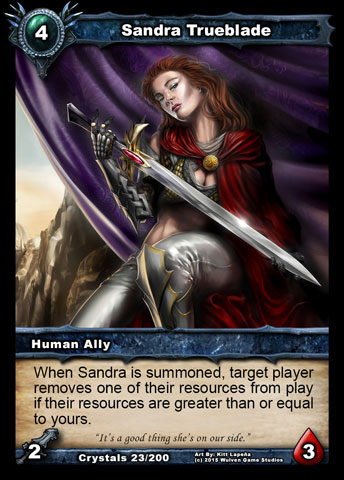 4
Sandra Trueblade
Human Ally
When Sandra is summoned, target player
removes one of their resources from play
if their resources are greater than or equal
to yours.
"It's a good thing she's on our side."
2
Crystals 23/200
Art By: Kitt Lapeña
(c) 2015 Wulven Game Studios
3